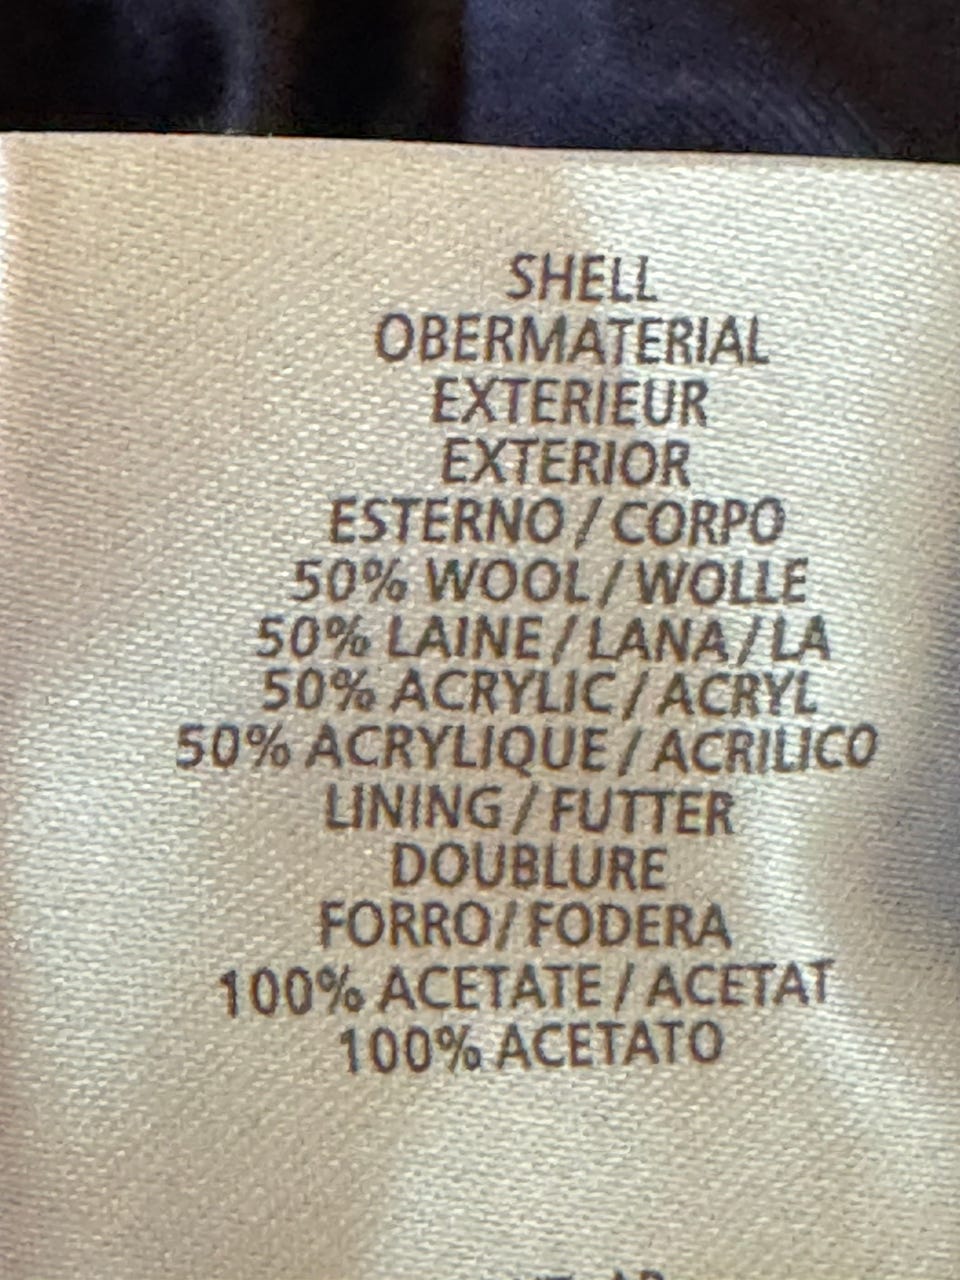 SHELL
OBERMATERIAL
EXTERIEUR
EXTERIOR
ESTERNO / CORPO
50% WOOL / WOLLE
50% LAINE / LANA / LA
50% ACRYLIC / ACRYL
50% ACRYLIQUE / ACRILICO
LINING / FUTTER
DOUBLURE
FORRO / FODERA
100% ACETATE / ACETAT
100% ACETATO